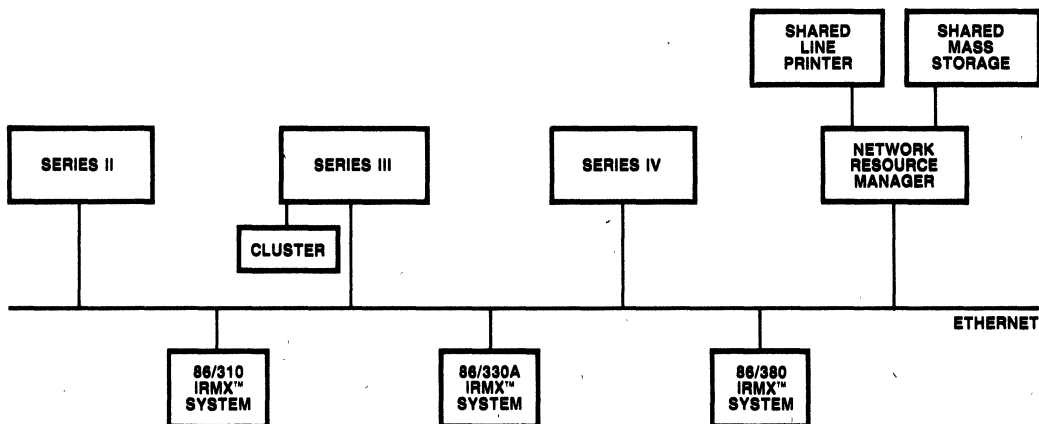 SHARED
LINE
PRINTER
SHARED
MASS
STORAGE
SERIES II
SERIES III
SERIES IV
NETWORK
RESOURCE
MANAGER
CLUSTER
ETHERNET
86/310
iRMX™
SYSTEM
86/330A
iRMX™
SYSTEM
86/380
iRMX™
SYSTEM